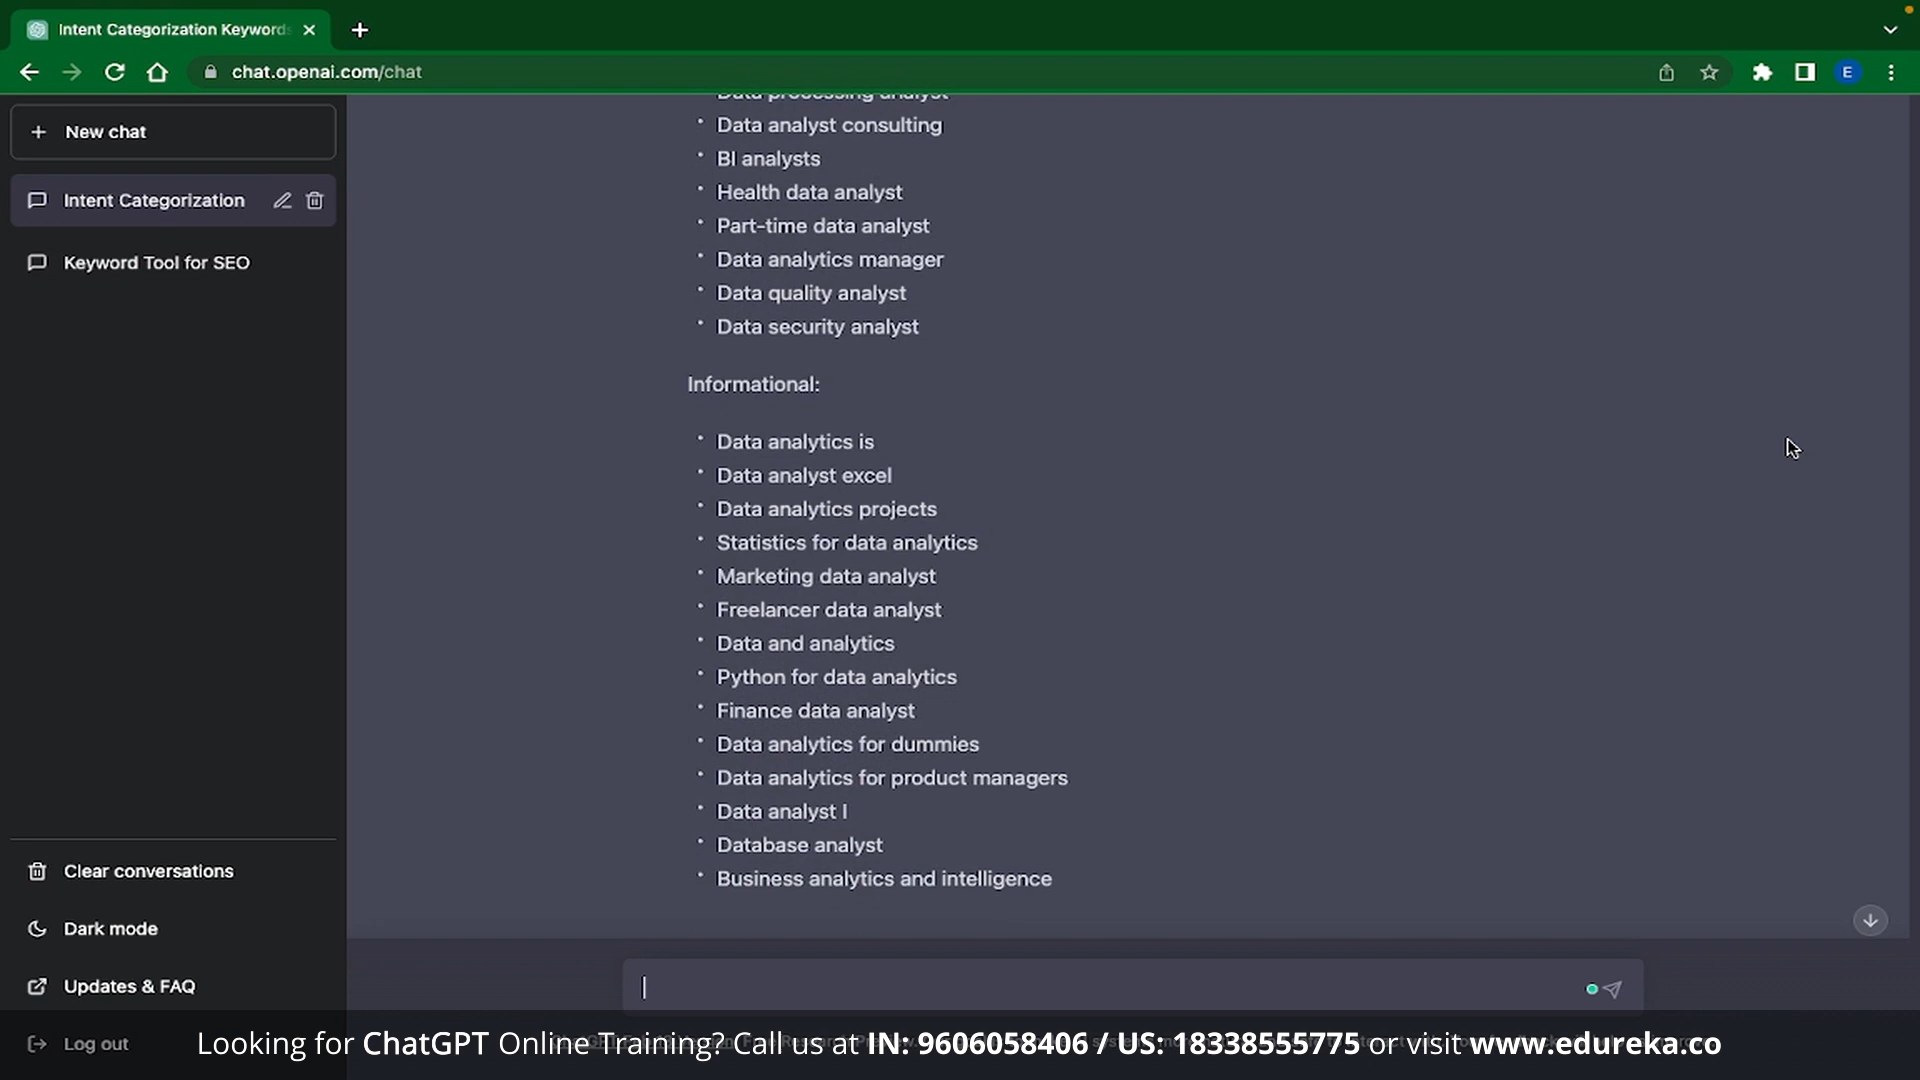 Intent Categorization Keyword
chat.openai.com/chat
E
New chat
Intent Categorization
Keyword Tool for SEO
Data processing analyst
Data analyst consulting
BI analysts
Health data analyst
Part-time data analyst
Data analytics manager
Data quality analyst
Data security analyst
Informational:
Data analytics is
Data analyst excel
Data analytics projects
Statistics for data analytics
Marketing data analyst
Freelancer data analyst
Data and analytics
Python for data analytics
Finance data analyst
Data analytics for dummies
Data analytics for product managers
Data analyst I
Database analyst
Business analytics and intelligence
Clear conversations
Dark mode
Updates & FAQ
Log out
Looking for ChatGPT Online Training? Call us at IN: 9606058406 / US: 18338555775 or visit www.edureka.co